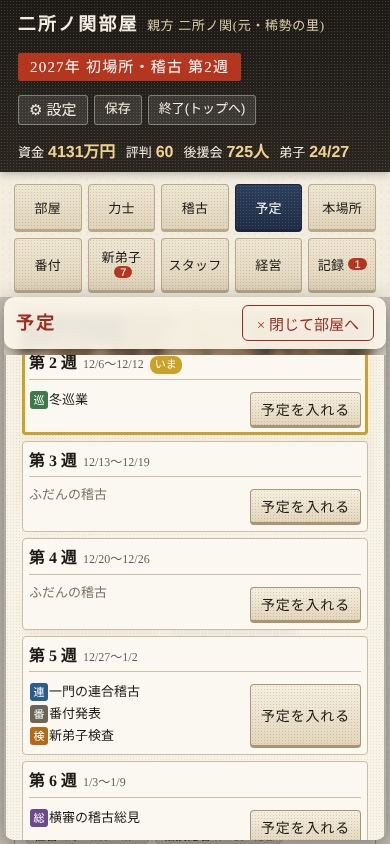 二所ノ関部屋 親方 二所ノ関(元・稀勢の里)
2027年 初場所・稽古 第2週
⚙ 設定 保存 終了(トップへ)
資金 4131万円 評判 60 後援会 725人 弟子 24/27
部屋 力士 稽古 予定 本場所
番付 新弟子 7 スタッフ 経営 記録 1
予定 × 閉じて部屋へ
第 2 週 12/6〜12/12 いま
巡 冬巡業 予定を入れる
第 3 週 12/13〜12/19
ふだんの稽古 予定を入れる
第 4 週 12/20〜12/26
ふだんの稽古 予定を入れる
第 5 週 12/27〜1/2
連 一門の連合稽古
番 番付発表 予定を入れる
検 新弟子検査
第 6 週 1/3〜1/9
総 横審の稽古総見 予定を入れる